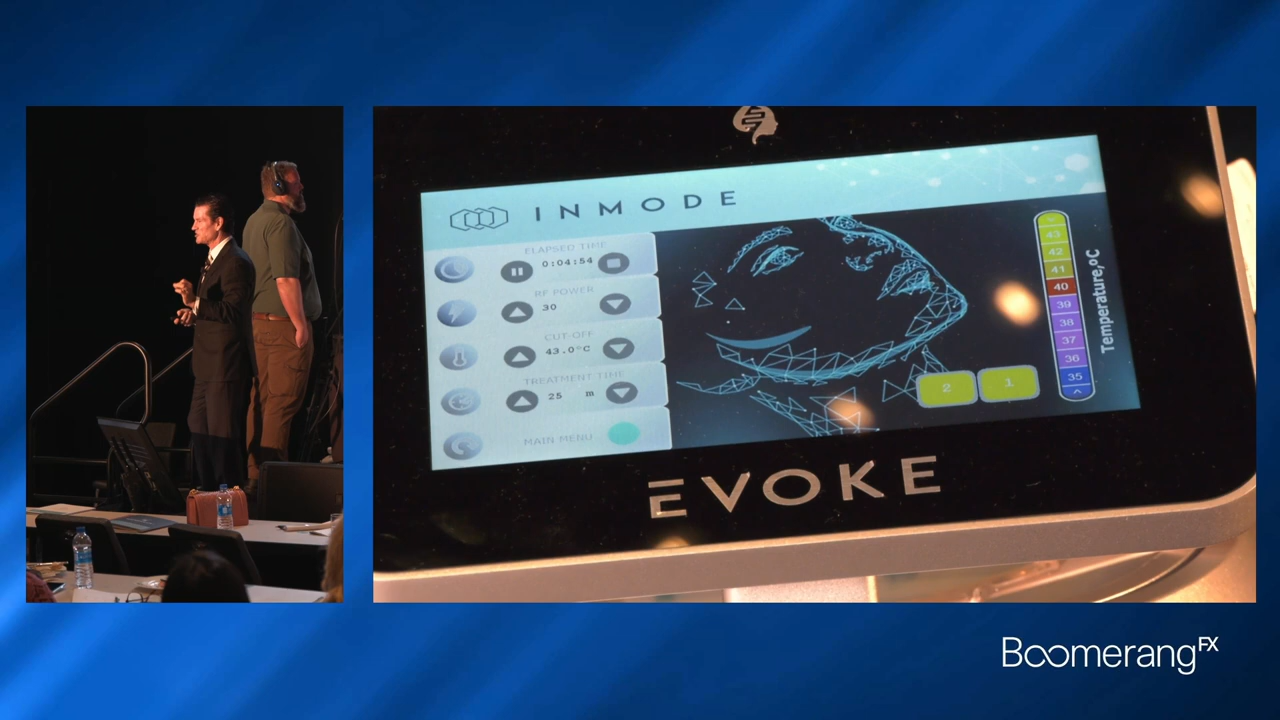 INMODE
ELAPSED TIME
0:04:54
RF POWER
30
CUT-OFF
43.0°C
TREATMENT TIME
25 m
MAIN MENU
2 1
43
42
41
40
39
38
37
36
35
Temperature,ºC
EVOKE
BoomerangFX